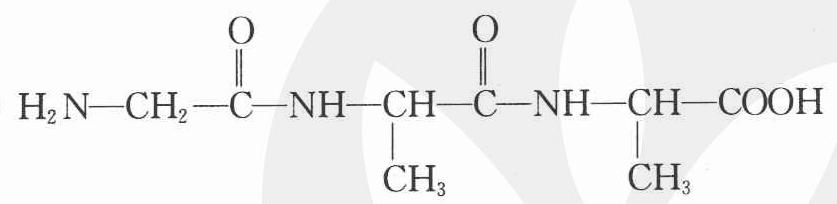 O O
H₂N—CH₂—C—NH—CH—C—NH—CH—COOH
CH₃ CH₃